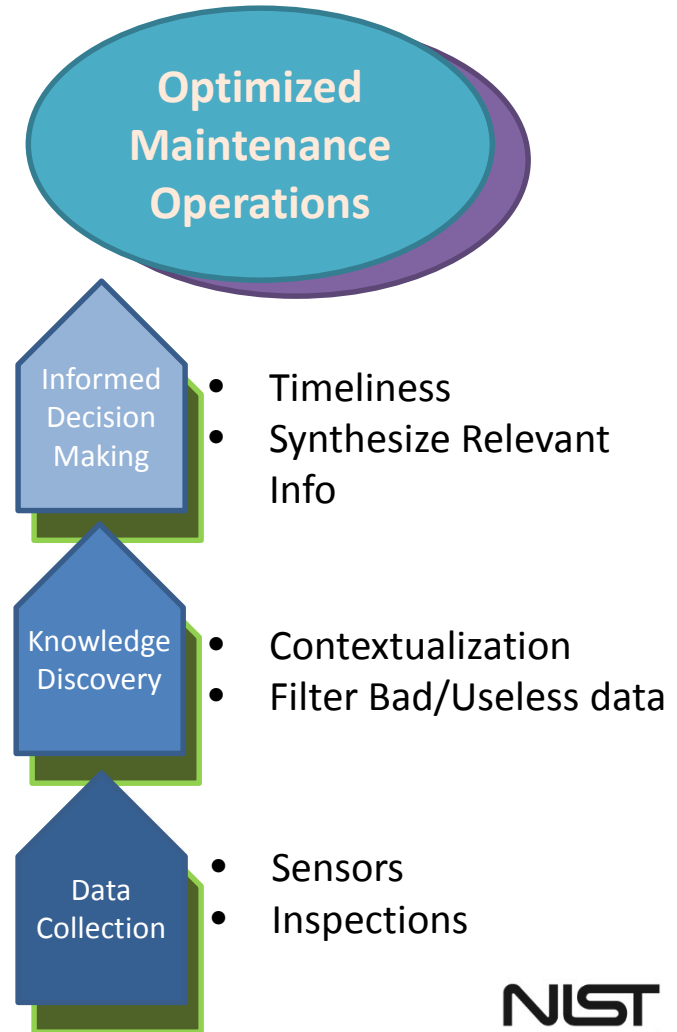 Optimized
Maintenance
Operations
Informed
Decision
Making
• Timeliness
• Synthesize Relevant
Info
Knowledge
Discovery
• Contextualization
• Filter Bad/Useless data
Data
Collection
• Sensors
• Inspections
NIST